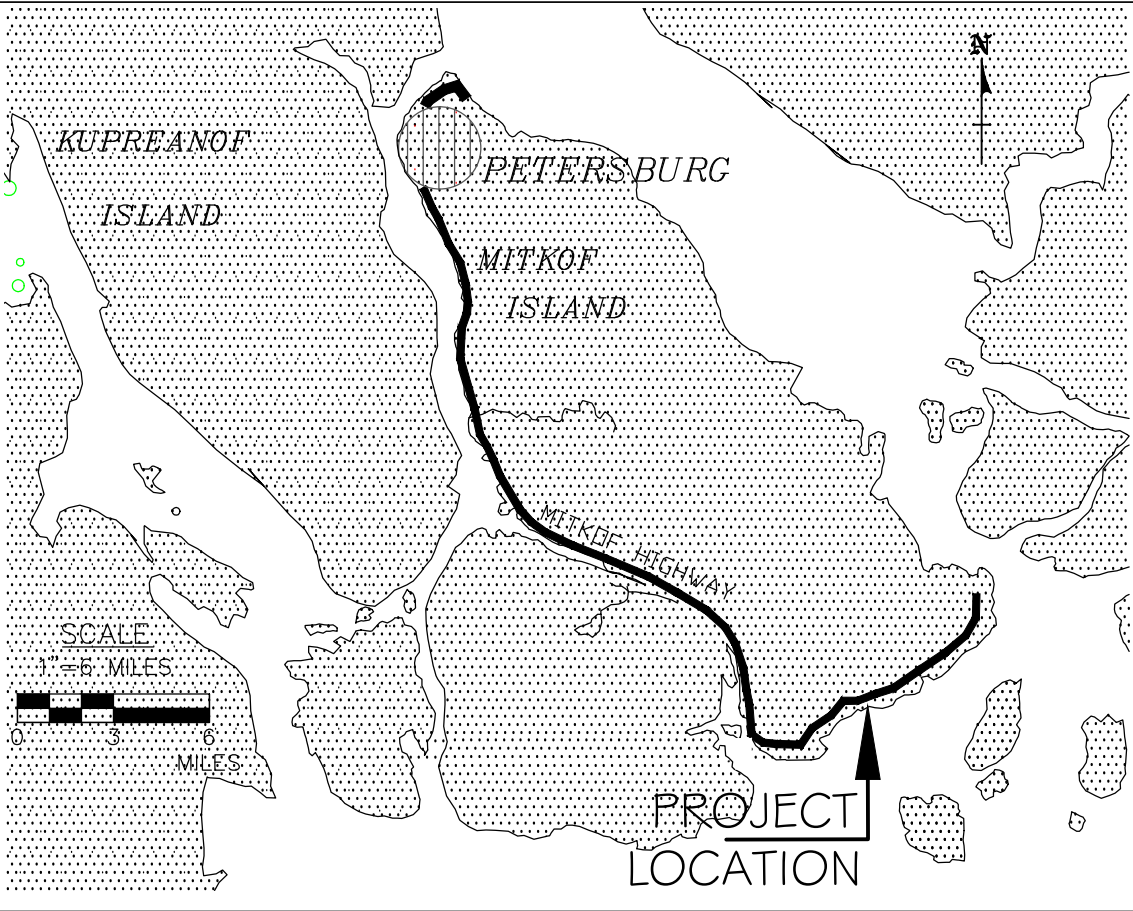 N
KUPREANOF
ISLAND
PETERSBURG
MITKOF
ISLAND
MITKOF HIGHWAY
SCALE
1"=6 MILES
0 3 6
MILES
PROJECT
LOCATION